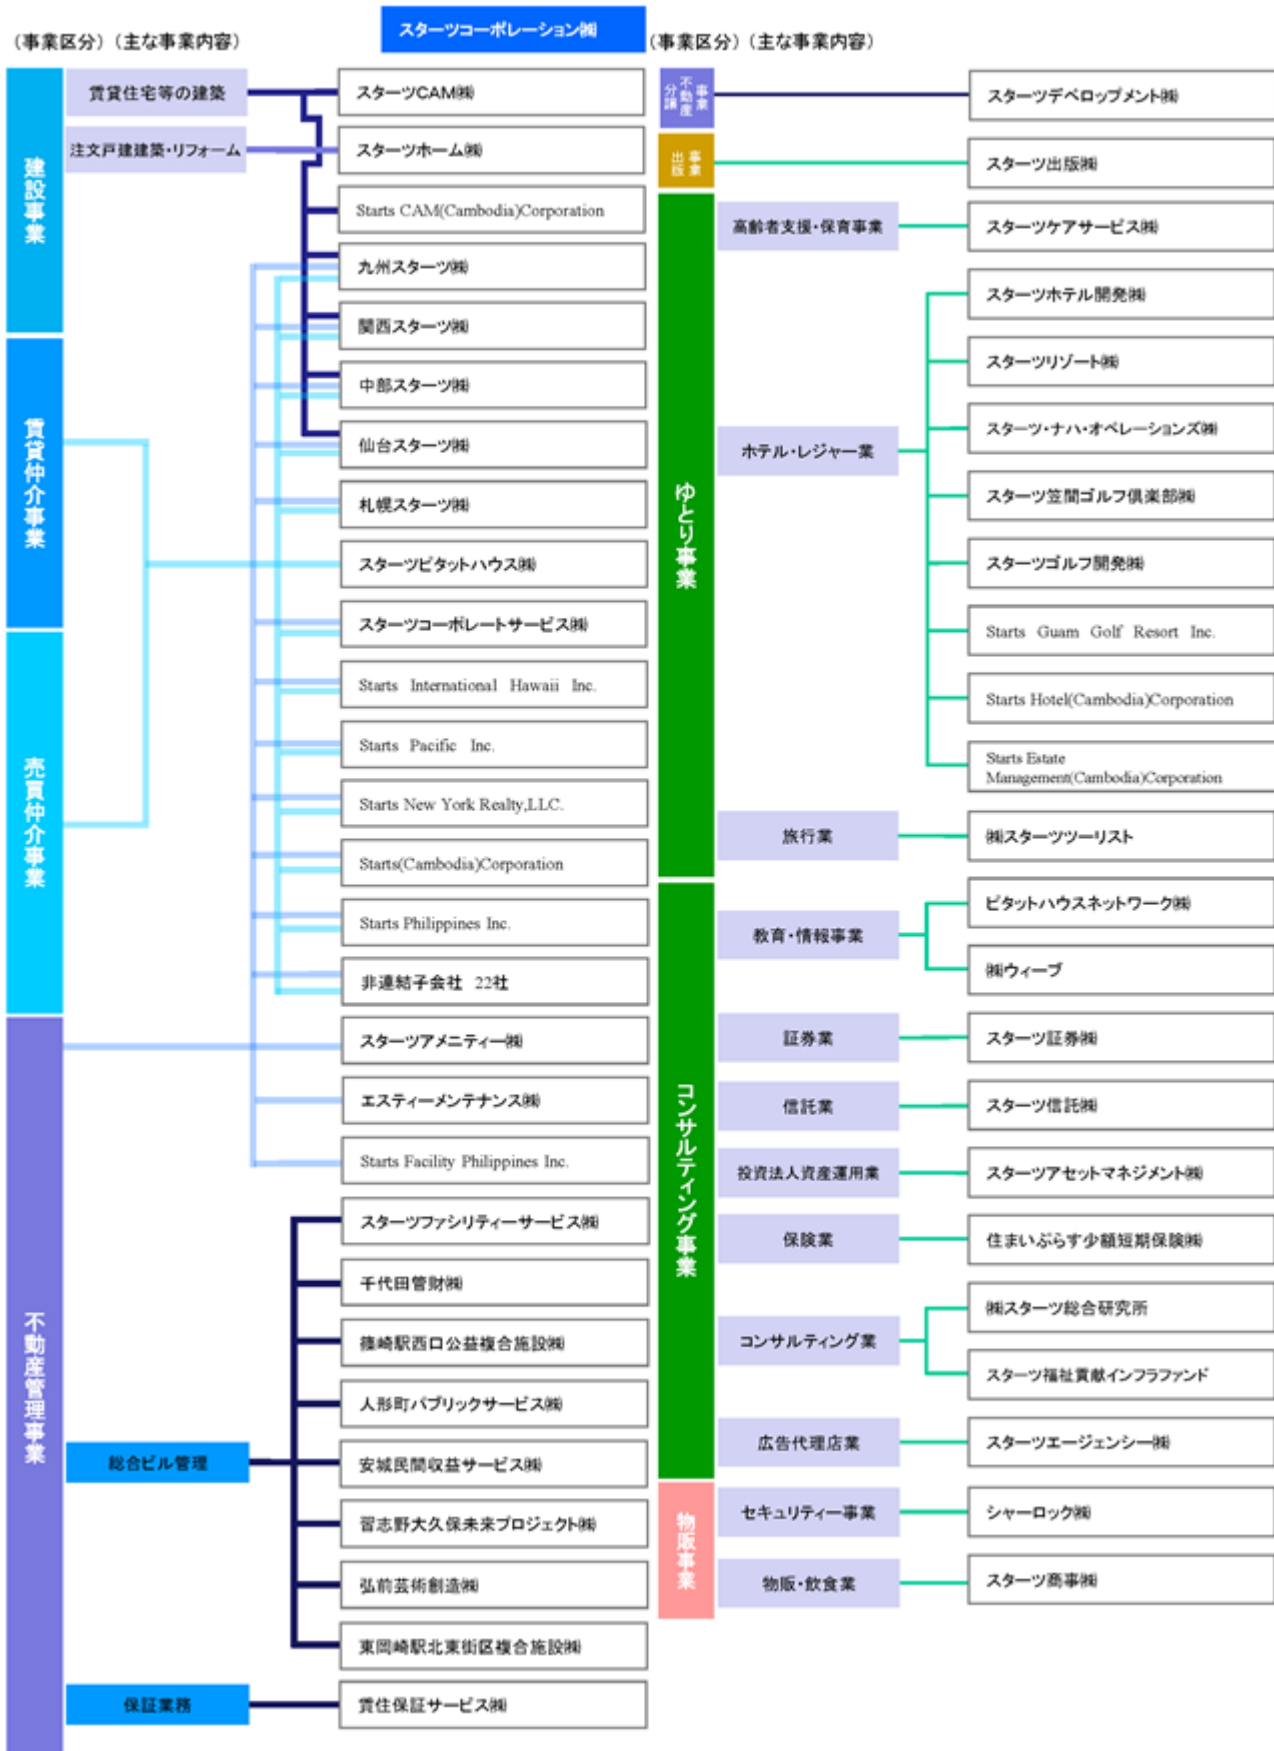 スターツコーポレーション㈱
(事業区分)(主な事業内容)
建設事業
賃貸住宅等の建築
スターツCAM㈱
注文戸建建築・リフォーム
スターツホーム㈱
Starts CAM(Cambodia)Corporation
九州スターツ㈱
関西スターツ㈱
賃貸仲介事業
中部スターツ㈱
仙台スターツ㈱
札幌スターツ㈱
スターツピタットハウス㈱
スターツコーポレートサービス㈱
売買仲介事業
Starts International Hawaii Inc.
Starts Pacific Inc.
Starts New York Realty,LLC.
Starts(Cambodia)Corporation
Starts Philippines Inc.
非連結子会社 22社
不動産管理事業
スターツアメニティー㈱
エスティーメンテナンス㈱
Starts Facility Philippines Inc.
総合ビル管理
スターツファシリティーサービス㈱
千代田管財㈱
篠崎駅西口公益複合施設㈱
人形町パブリックサービス㈱
安城民間収益サービス㈱
習志野大久保未来プロジェクト㈱
弘前芸術創造㈱
東岡崎駅北東街区複合施設㈱
保証業務
賃住保証サービス㈱
(事業区分)(主な事業内容)
不動産
分譲
事業
スターツデベロップメント㈱
出版
事業
スターツ出版㈱
ゆとり事業
高齢者支援・保育事業
スターツケアサービス㈱
ホテル・レジャー業
スターツホテル開発㈱
スターツリゾート㈱
スターツ・ナハ・オペレーションズ㈱
スターツ笠間ゴルフ倶楽部㈱
スターツゴルフ開発㈱
Starts Guam Golf Resort Inc.
Starts Hotel(Cambodia)Corporation
Starts Estate
Management(Cambodia)Corporation
旅行業
㈱スターツツーリスト
コンサルティング事業
教育・情報事業
ピタットハウスネットワーク㈱
㈱ウィーブ
証券業
スターツ証券㈱
信託業
スターツ信託㈱
投資法人資産運用業
スターツアセットマネジメント㈱
保険業
住まいぷらす少額短期保険㈱
コンサルティング業
㈱スターツ総合研究所
スターツ福祉貢献インフラファンド
広告代理店業
スターツエージェンシー㈱
物販事業
セキュリティー事業
シャーロック㈱
物販・飲食業
スターツ商事㈱